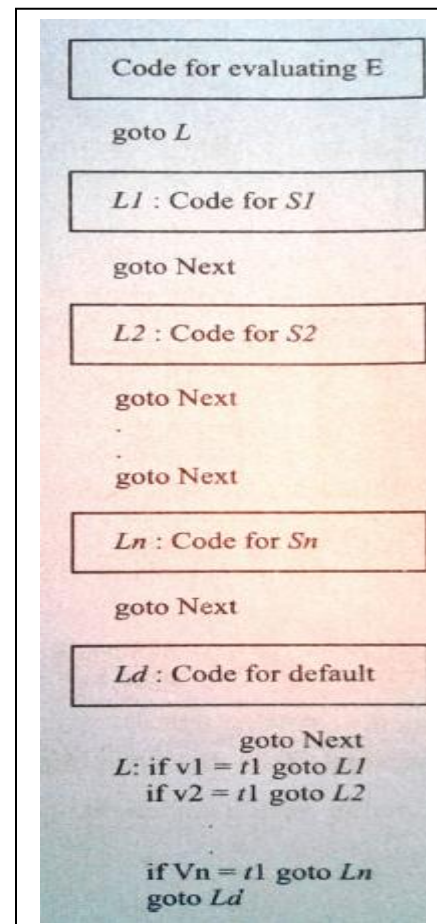 Code for evaluating E
goto L
L1 : Code for S1
goto Next
L2 : Code for S2
goto Next
.
.
goto Next
Ln : Code for Sn
goto Next
Ld : Code for default
goto Next
L: if v1 = t1 goto L1
if v2 = t1 goto L2
.
.
if Vn = t1 goto Ln
goto Ld